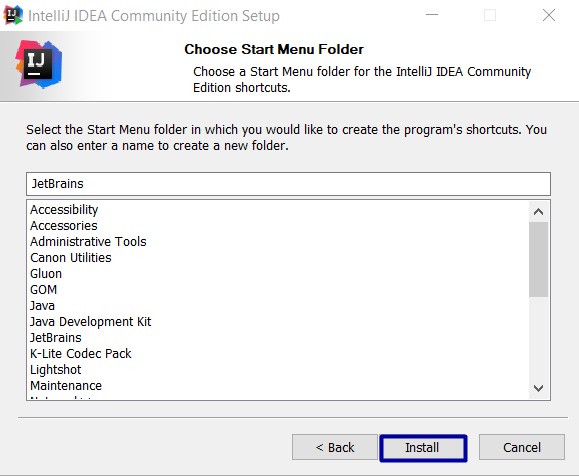 IntelliJ IDEA Community Edition Setup
IJ
Choose Start Menu Folder
Choose a Start Menu folder for the IntelliJ IDEA Community
Edition shortcuts.
Select the Start Menu folder in which you would like to create the program's shortcuts. You
can also enter a name to create a new folder.
JetBrains
Accessibility
Accessories
Administrative Tools
Canon Utilities
Gluon
GOM
Java
Java Development Kit
JetBrains
K-Lite Codec Pack
Lightshot
Maintenance
< Back
Install
Cancel